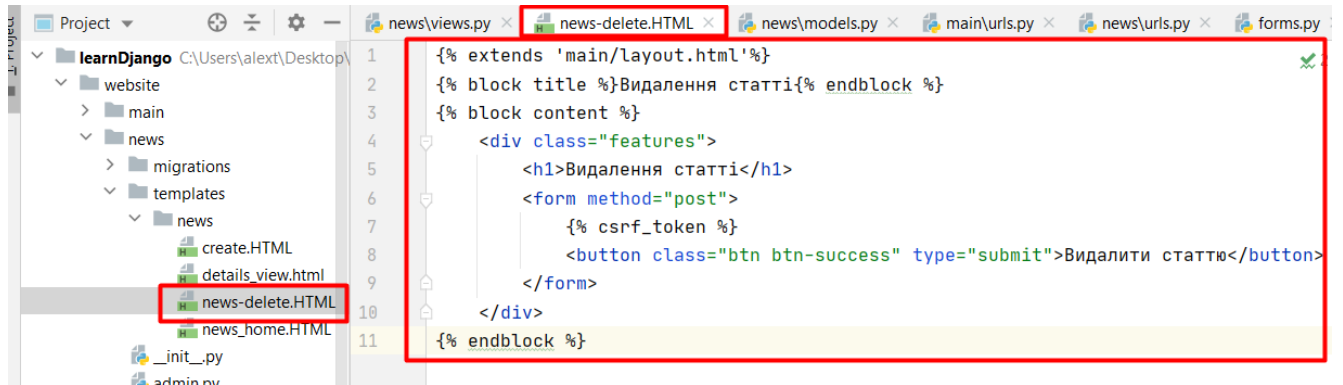 Project
news\views.py
news-delete.HTML
news\models.py
main\urls.py
news\urls.py
forms.py
learnDjango C:\Users\alext\Desktop\
website
main
news
migrations
templates
news
create.HTML
details_view.html
news-delete.HTML
news_home.HTML
__init__.py
admin.py
1 {% extends 'main/layout.html'%}
2 {% block title %}Видалення статті{% endblock %}
3 {% block content %}
4 <div class="features">
5 <h1>Видалення статті</h1>
6 <form method="post">
7 {% csrf_token %}
8 <button class="btn btn-success" type="submit">Видалити статтю</button>
9 </form>
10 </div>
11 {% endblock %}